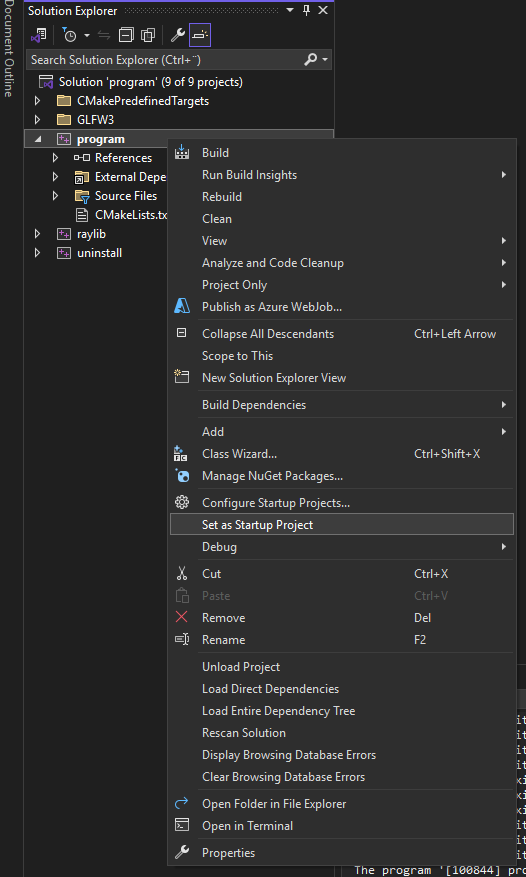 Document Outline
Solution Explorer
Search Solution Explorer (Ctrl+¨)
Solution 'program' (9 of 9 projects)
CMakePredefinedTargets
GLFW3
program
References
External Depe
Source Files
CMakeLists.tx
raylib
uninstall
Build
Run Build Insights
Rebuild
Clean
View
Analyze and Code Cleanup
Project Only
Publish as Azure WebJob...
Collapse All Descendants Ctrl+Left Arrow
Scope to This
New Solution Explorer View
Build Dependencies
Add
Class Wizard... Ctrl+Shift+X
Manage NuGet Packages...
Configure Startup Projects...
Set as Startup Project
Debug
Cut Ctrl+X
Paste Ctrl+V
Remove Del
Rename F2
Unload Project
Load Direct Dependencies
Load Entire Dependency Tree
Rescan Solution
Display Browsing Database Errors
Clear Browsing Database Errors
Open Folder in File Explorer
Open in Terminal
Properties
The program '[100844] pro